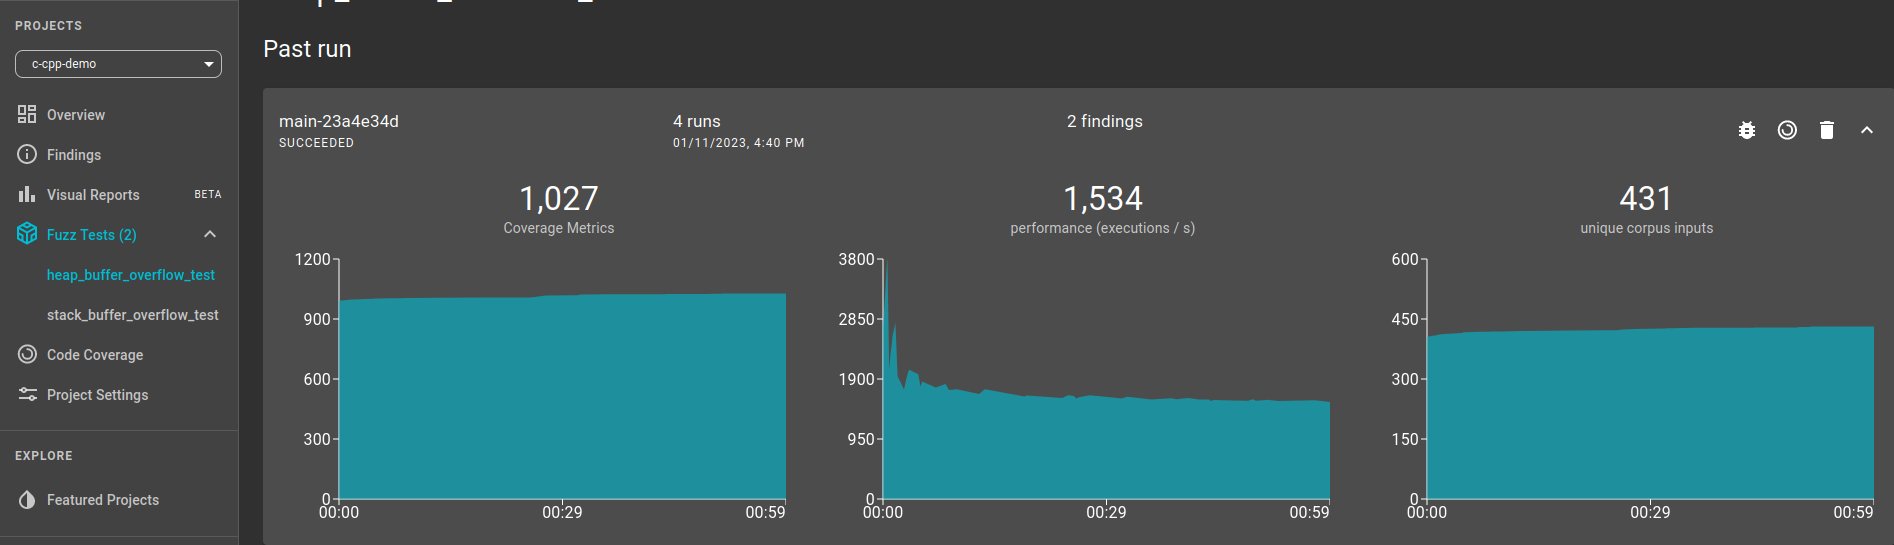 PROJECTS
c-cpp-demo
Overview
Findings
Visual Reports BETA
Fuzz Tests (2)
heap_buffer_overflow_test
stack_buffer_overflow_test
Code Coverage
Project Settings
EXPLORE
Featured Projects
Past run
main-23a4e34d
SUCCEEDED
4 runs
01/11/2023, 4:40 PM
2 findings
1,027
Coverage Metrics
1200
900
600
300
0
00:00 00:29 00:59
1,534
performance (executions / s)
3800
2850
1900
950
0
00:00 00:29 00:59
431
unique corpus inputs
600
450
300
150
0
00:00 00:29 00:59